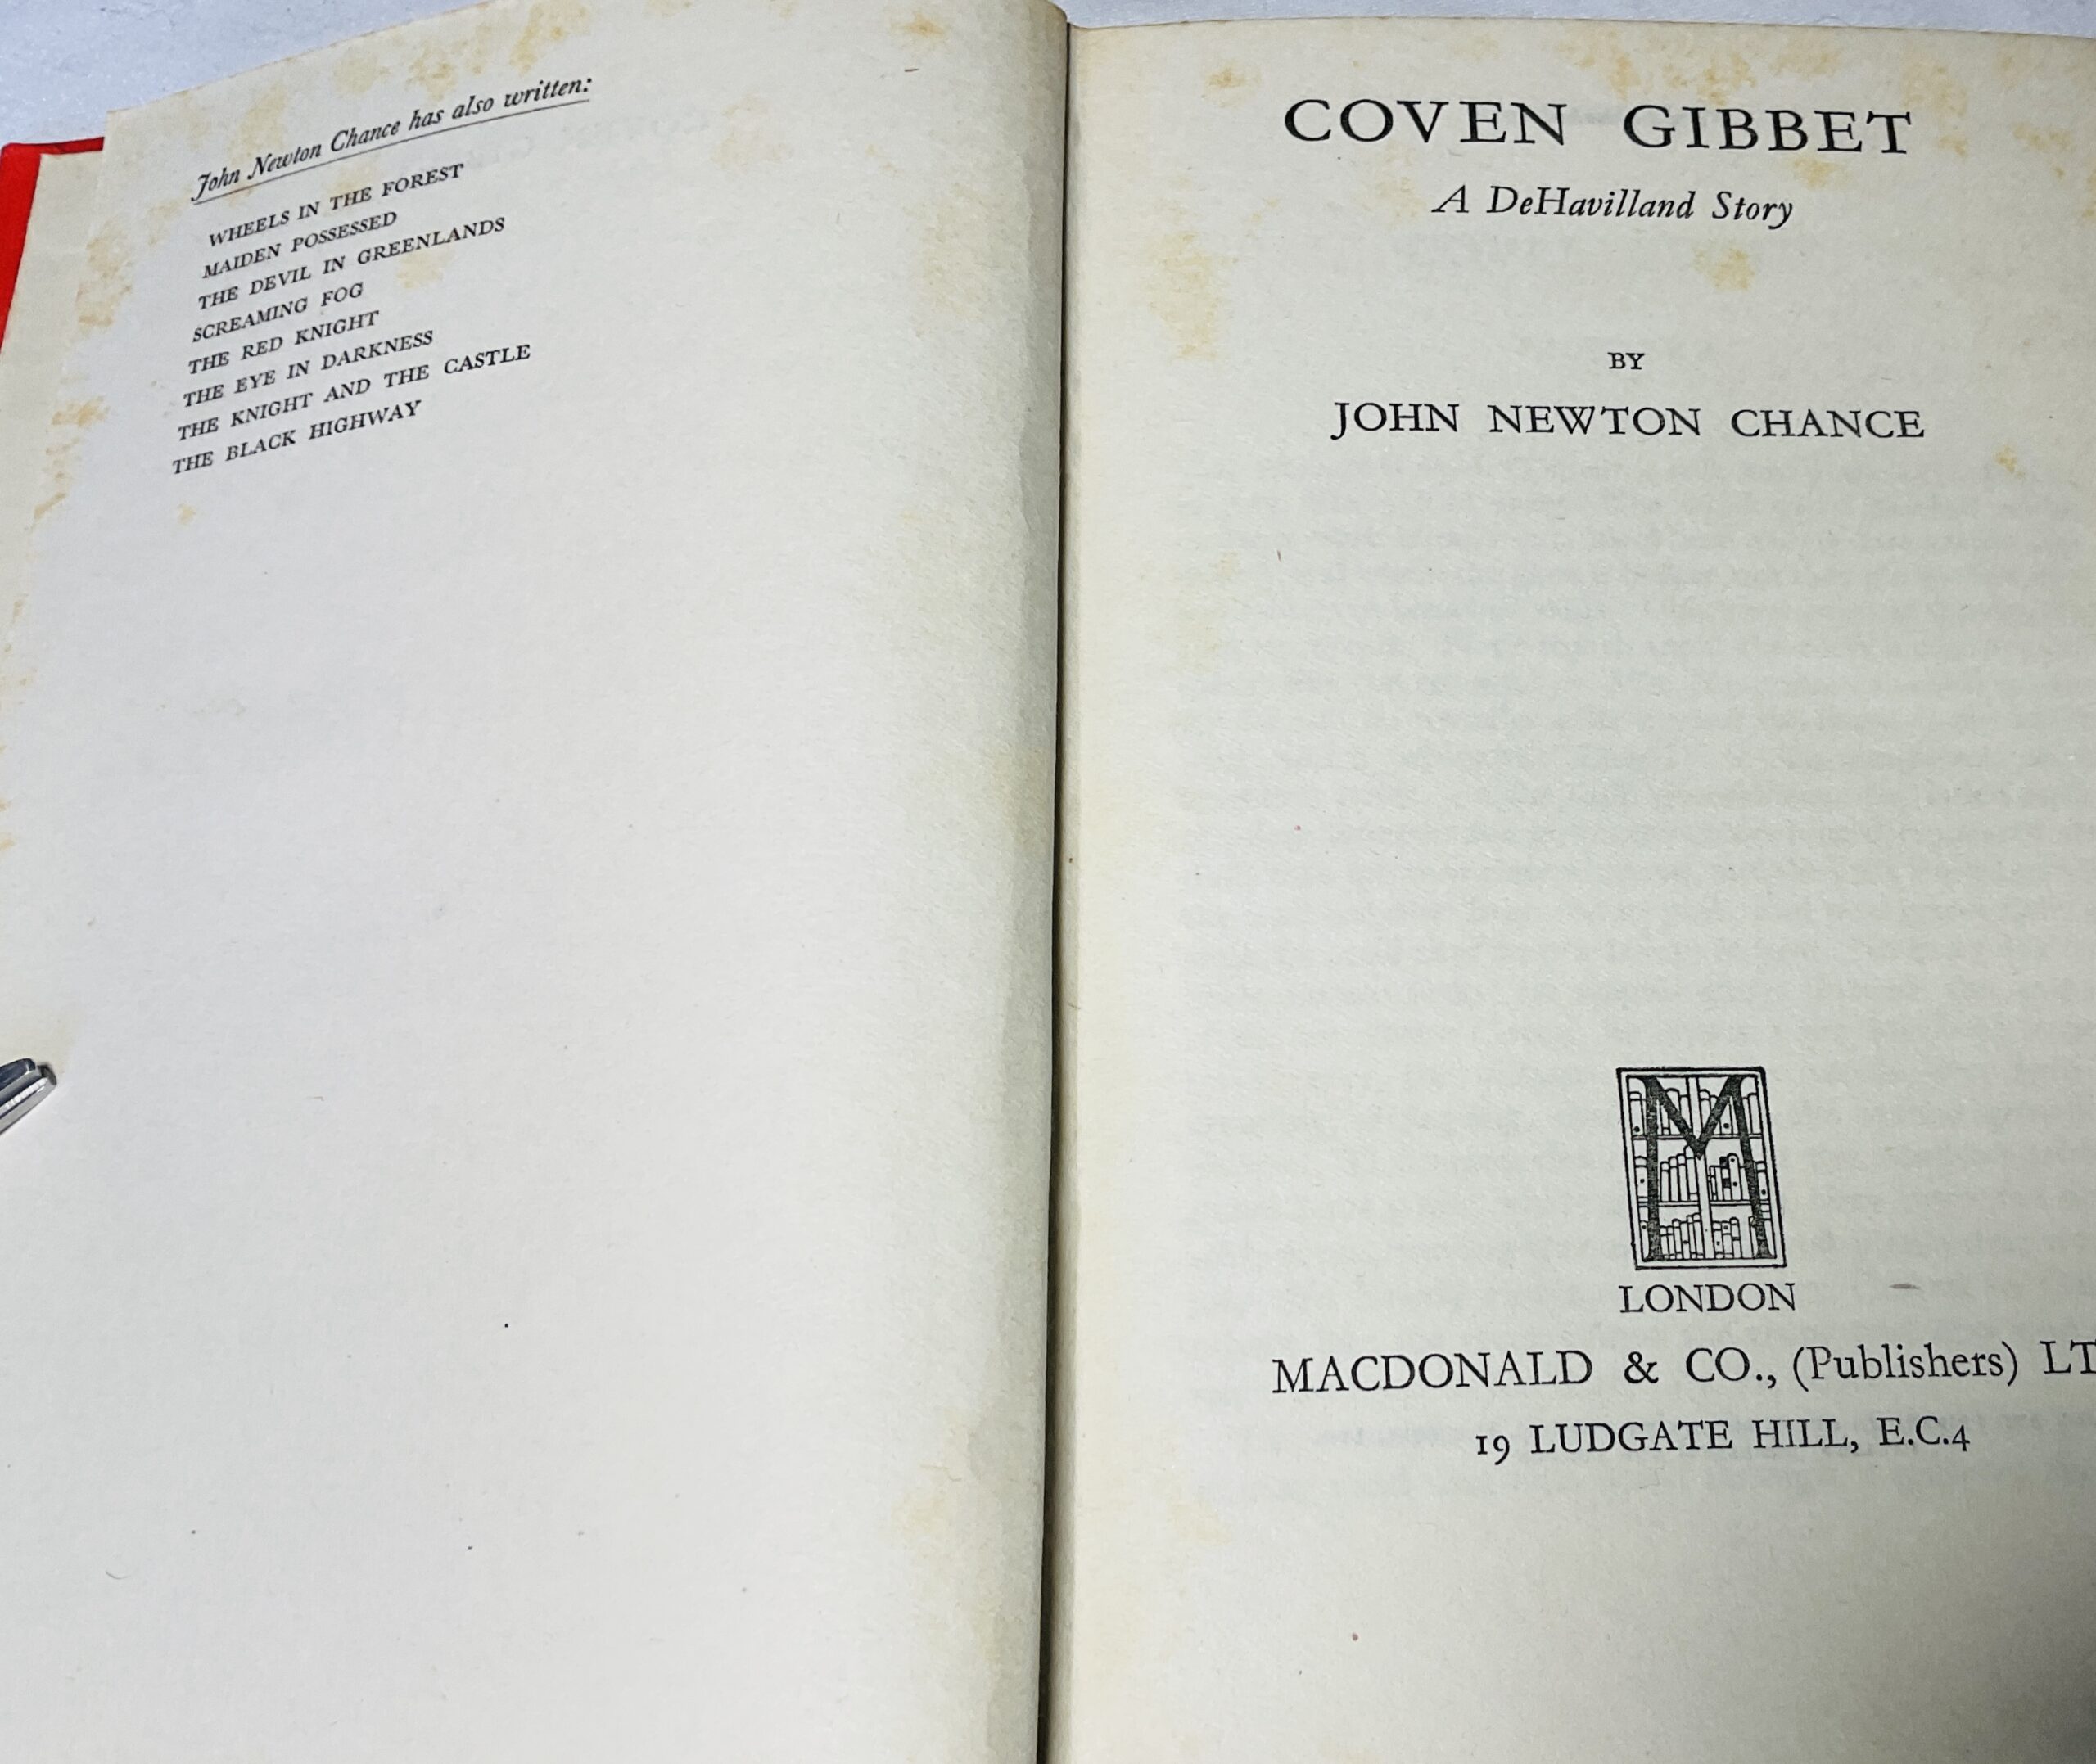 John Newton Chance has also written:
WHEELS IN THE FOREST
MAIDEN POSSESSED
THE DEVIL IN GREENLANDS
SCREAMING FOG
THE RED KNIGHT
THE EYE IN DARKNESS
THE KNIGHT AND THE CASTLE
THE BLACK HIGHWAY
COVEN GIBBET
A DeHavilland Story
BY
JOHN NEWTON CHANCE
M
LONDON
MACDONALD & CO., (Publishers) LT
19 LUDGATE HILL, E.C.4